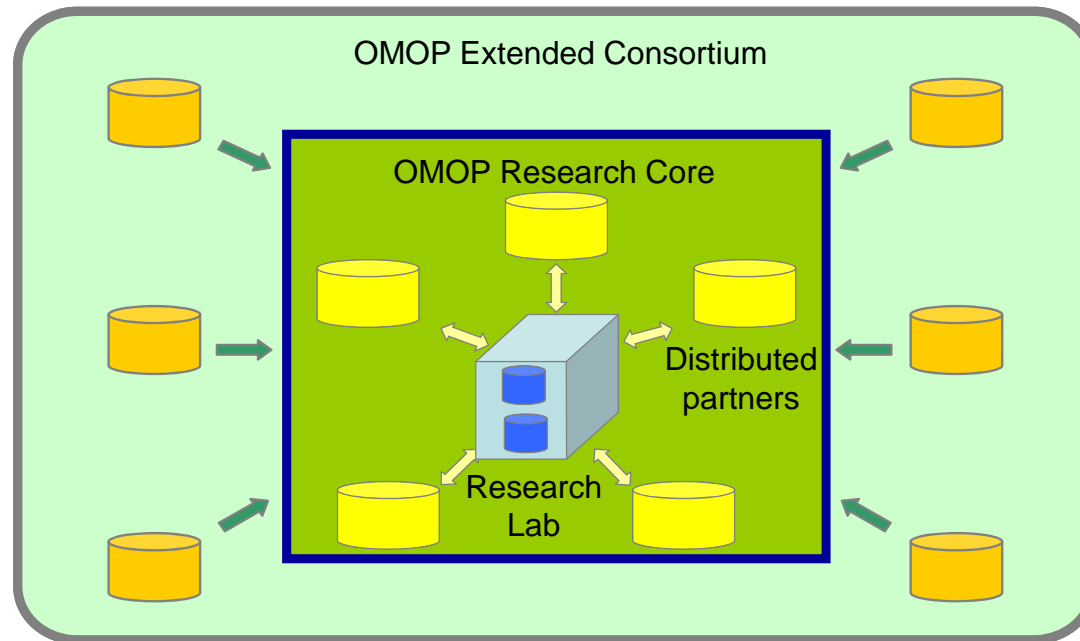 OMOP Extended Consortium
OMOP Research Core
Distributed
partners
Research
Lab